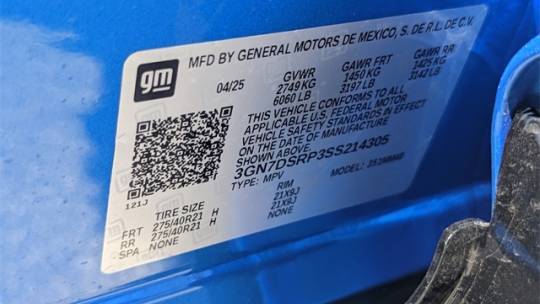 gm
MFD BY GENERAL MOTORS DE MEXICO, S. DE R.L. DE C.V.
04/25 GVWR GAWR FRT GAWR RR
2749 KG 1450 KG 1425 KG
6060 LB 3197 LB 3142 LB
THIS VEHICLE CONFORMS TO ALL
APPLICABLE U.S. FEDERAL MOTOR
VEHICLE SAFETY STANDARDS IN EFFECT
ON THE DATE OF MANUFACTURE SHOWN ABOVE.
3GN7DSRP3SS214305
TYPE: MPV MODEL:
121J
TIRE SIZE RIM
FRT 275/40R21 H 21X9J
RR 275/40R21 H 21X9J
SPA NONE NONE